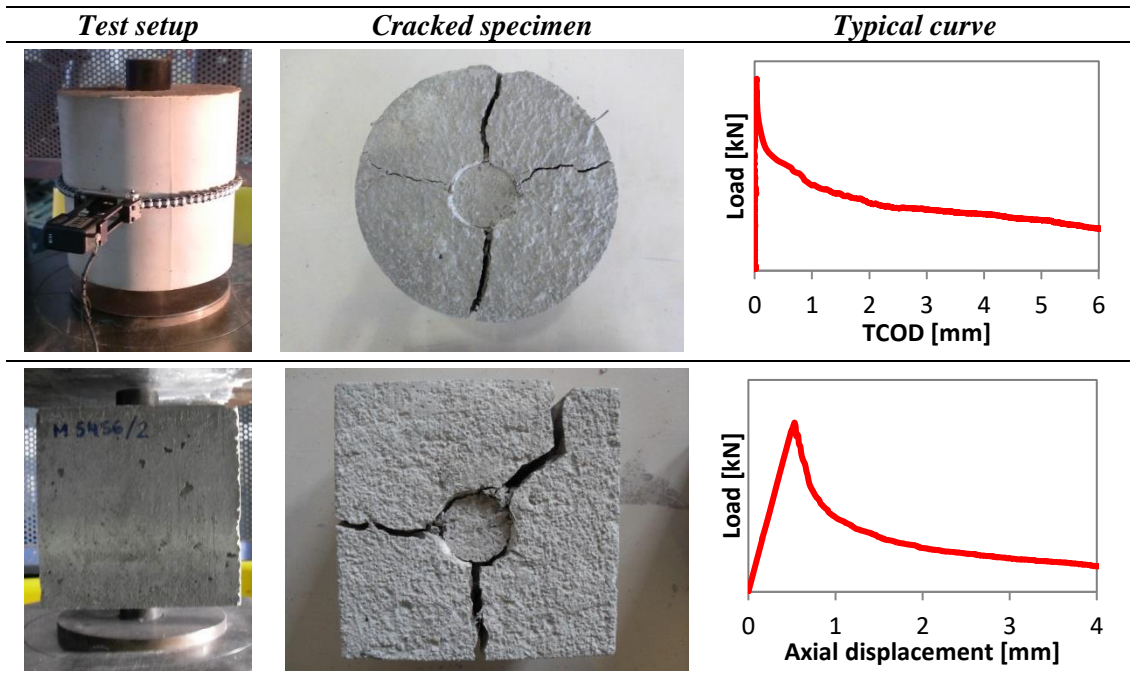 Test setup Cracked specimen Typical curve
Load [kN]
0 1 2 3 4 5 6
TCOD [mm]
M 5456/2
Load [kN]
0 1 2 3 4
Axial displacement [mm]